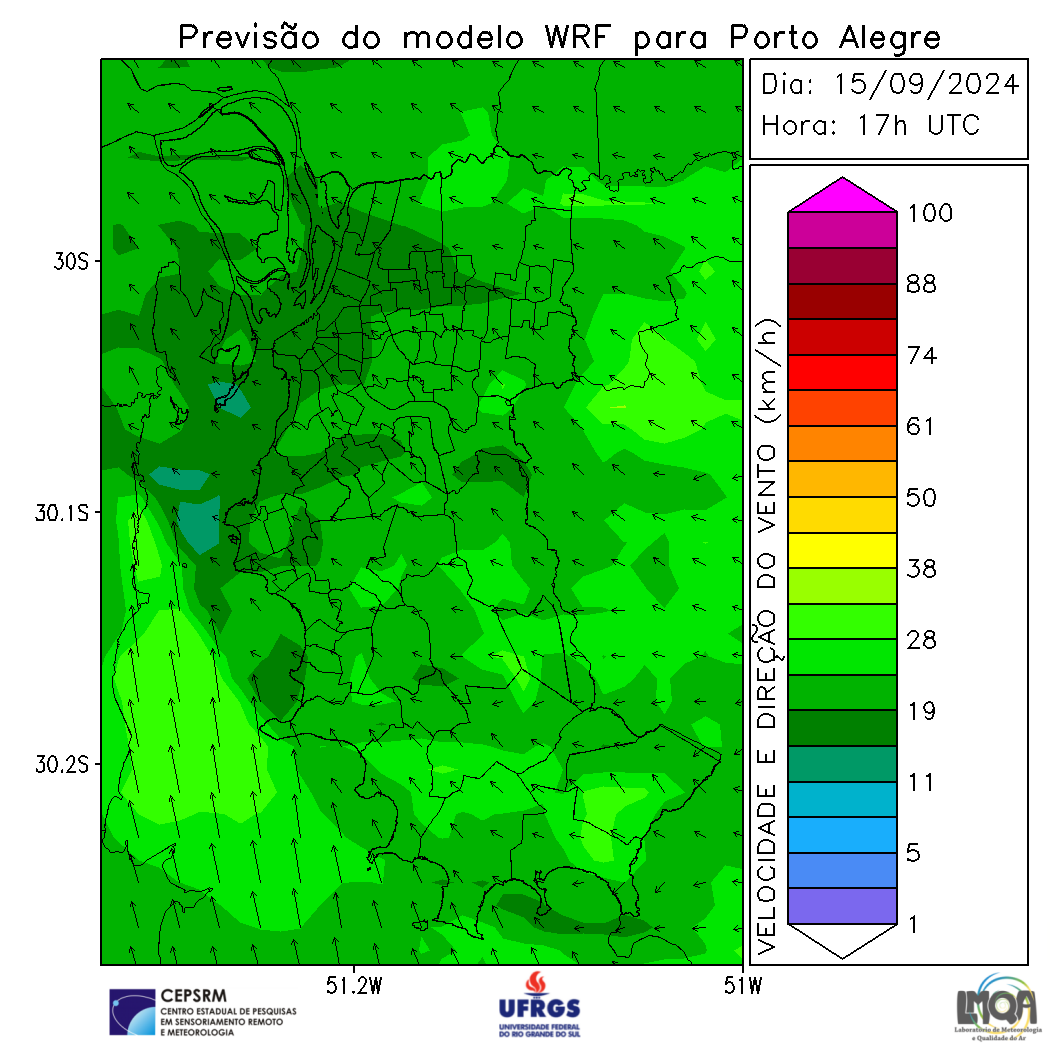 Previsão do modelo WRF para Porto Alegre
Dia: 15/09/2024
Hora: 17h UTC
30S
30.1S
30.2S
51.2W
51W
VELOCIDADE E DIREÇÃO DO VENTO (km/h)
100
88
74
61
50
38
28
19
11
5
1
CEPSRM
CENTRO ESTADUAL DE PESQUISAS
EM SENSORIAMENTO REMOTO
E METEOROLOGIA
UFRGS
UNIVERSIDADE FEDERAL
DO RIO GRANDE DO SUL
LMQA
Laboratório de Meteorologia
e Qualidade do Ar